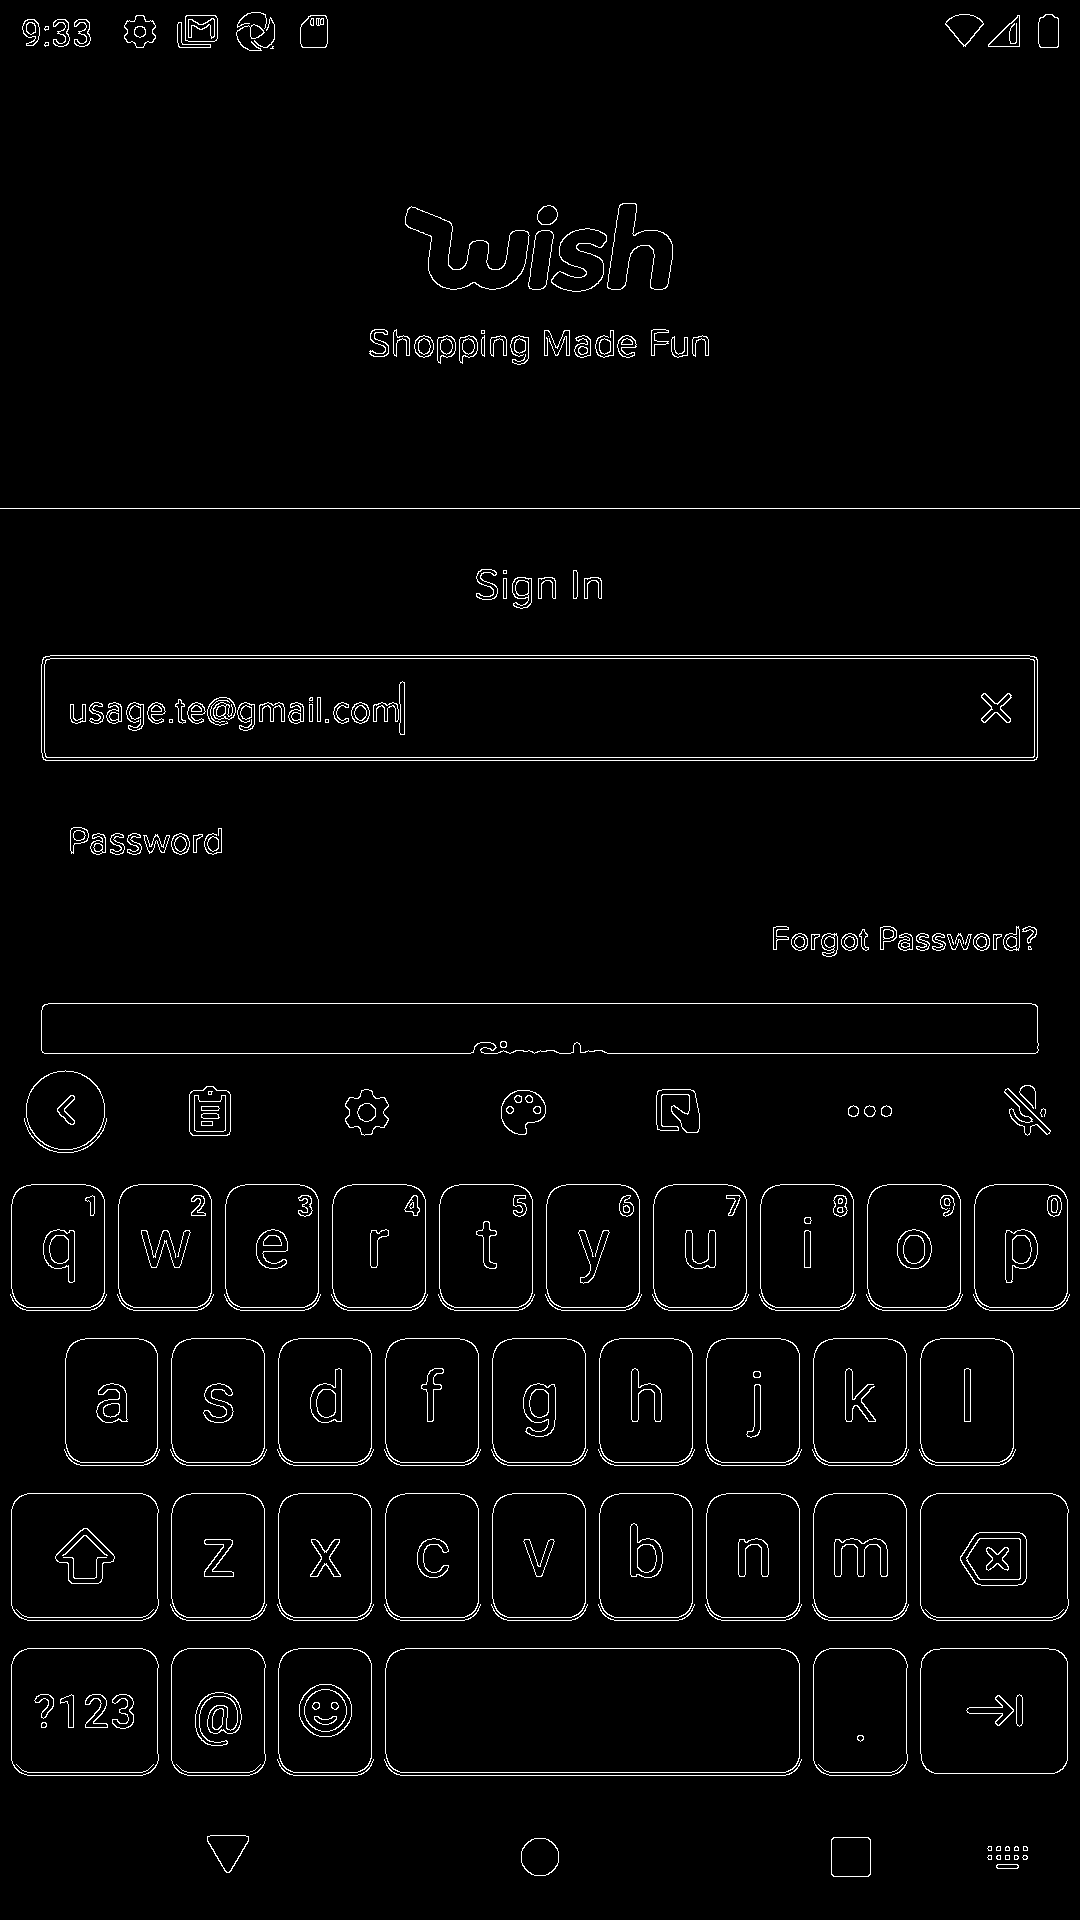 9:33
wish
Shopping Made Fun
Sign In
usage.te@gmail.com
Password
Forgot Password?
1 2 3 4 5 6 7 8 9 0
q w e r t y u i o p
a s d f g h j k l
z x c v b n m
?123 @ .